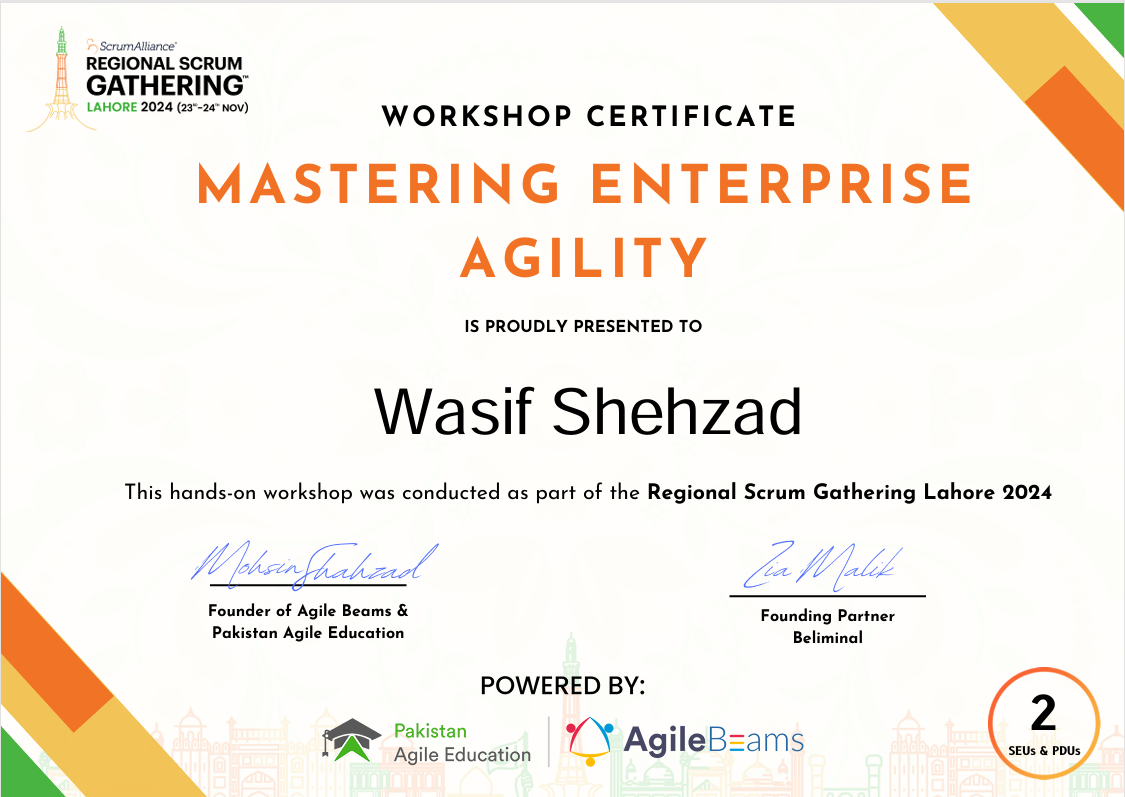 ScrumAlliance®
REGIONAL SCRUM
GATHERING™
LAHORE 2024 (23rd-24th NOV)
WORKSHOP CERTIFICATE
MASTERING ENTERPRISE
AGILITY
IS PROUDLY PRESENTED TO
Wasif Shehzad
This hands-on workshop was conducted as part of the Regional Scrum Gathering Lahore 2024
Mohsin Shahzad
Founder of Agile Beams &
Pakistan Agile Education
Zia Malik
Founding Partner
Beliminal
POWERED BY:
Pakistan
Agile Education
AgileBeams
2
SEUs & PDUs